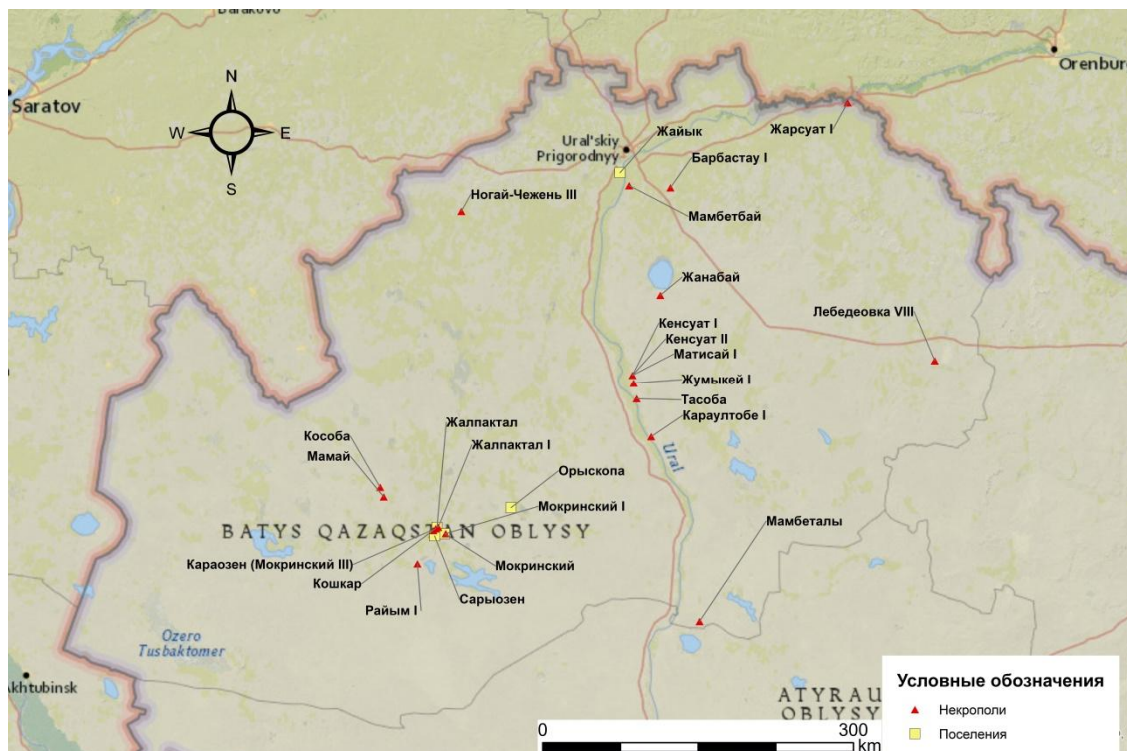 Barakovo
Saratov
Orenburg
N
W
E
S
Ural'skiy
Prigorodnyy
Жайык
Жарсуат I
Барбастау I
Мамбетбай
Ногай-Чежень III
Жанабай
Лебедеовка VIII
Кенсуат I
Кенсуат II
Матисай I
Жумыкей I
Тасоба
Караултобе I
Ural
Жалпактал
Жалпактал I
Кособа
Мамай
Орыскопа
Мокринский I
BATYS QAZAQSTAN OBLYSY
Караозен (Мокринский III)
Мокринский
Кошкар
Сарыозен
Райым I
Мамбеталы
Ozero
Tusbaktomer
Akhtubinsk
ATYRAU
OBLYSY
Условные обозначения
Некрополи
Поселения
0
300
km